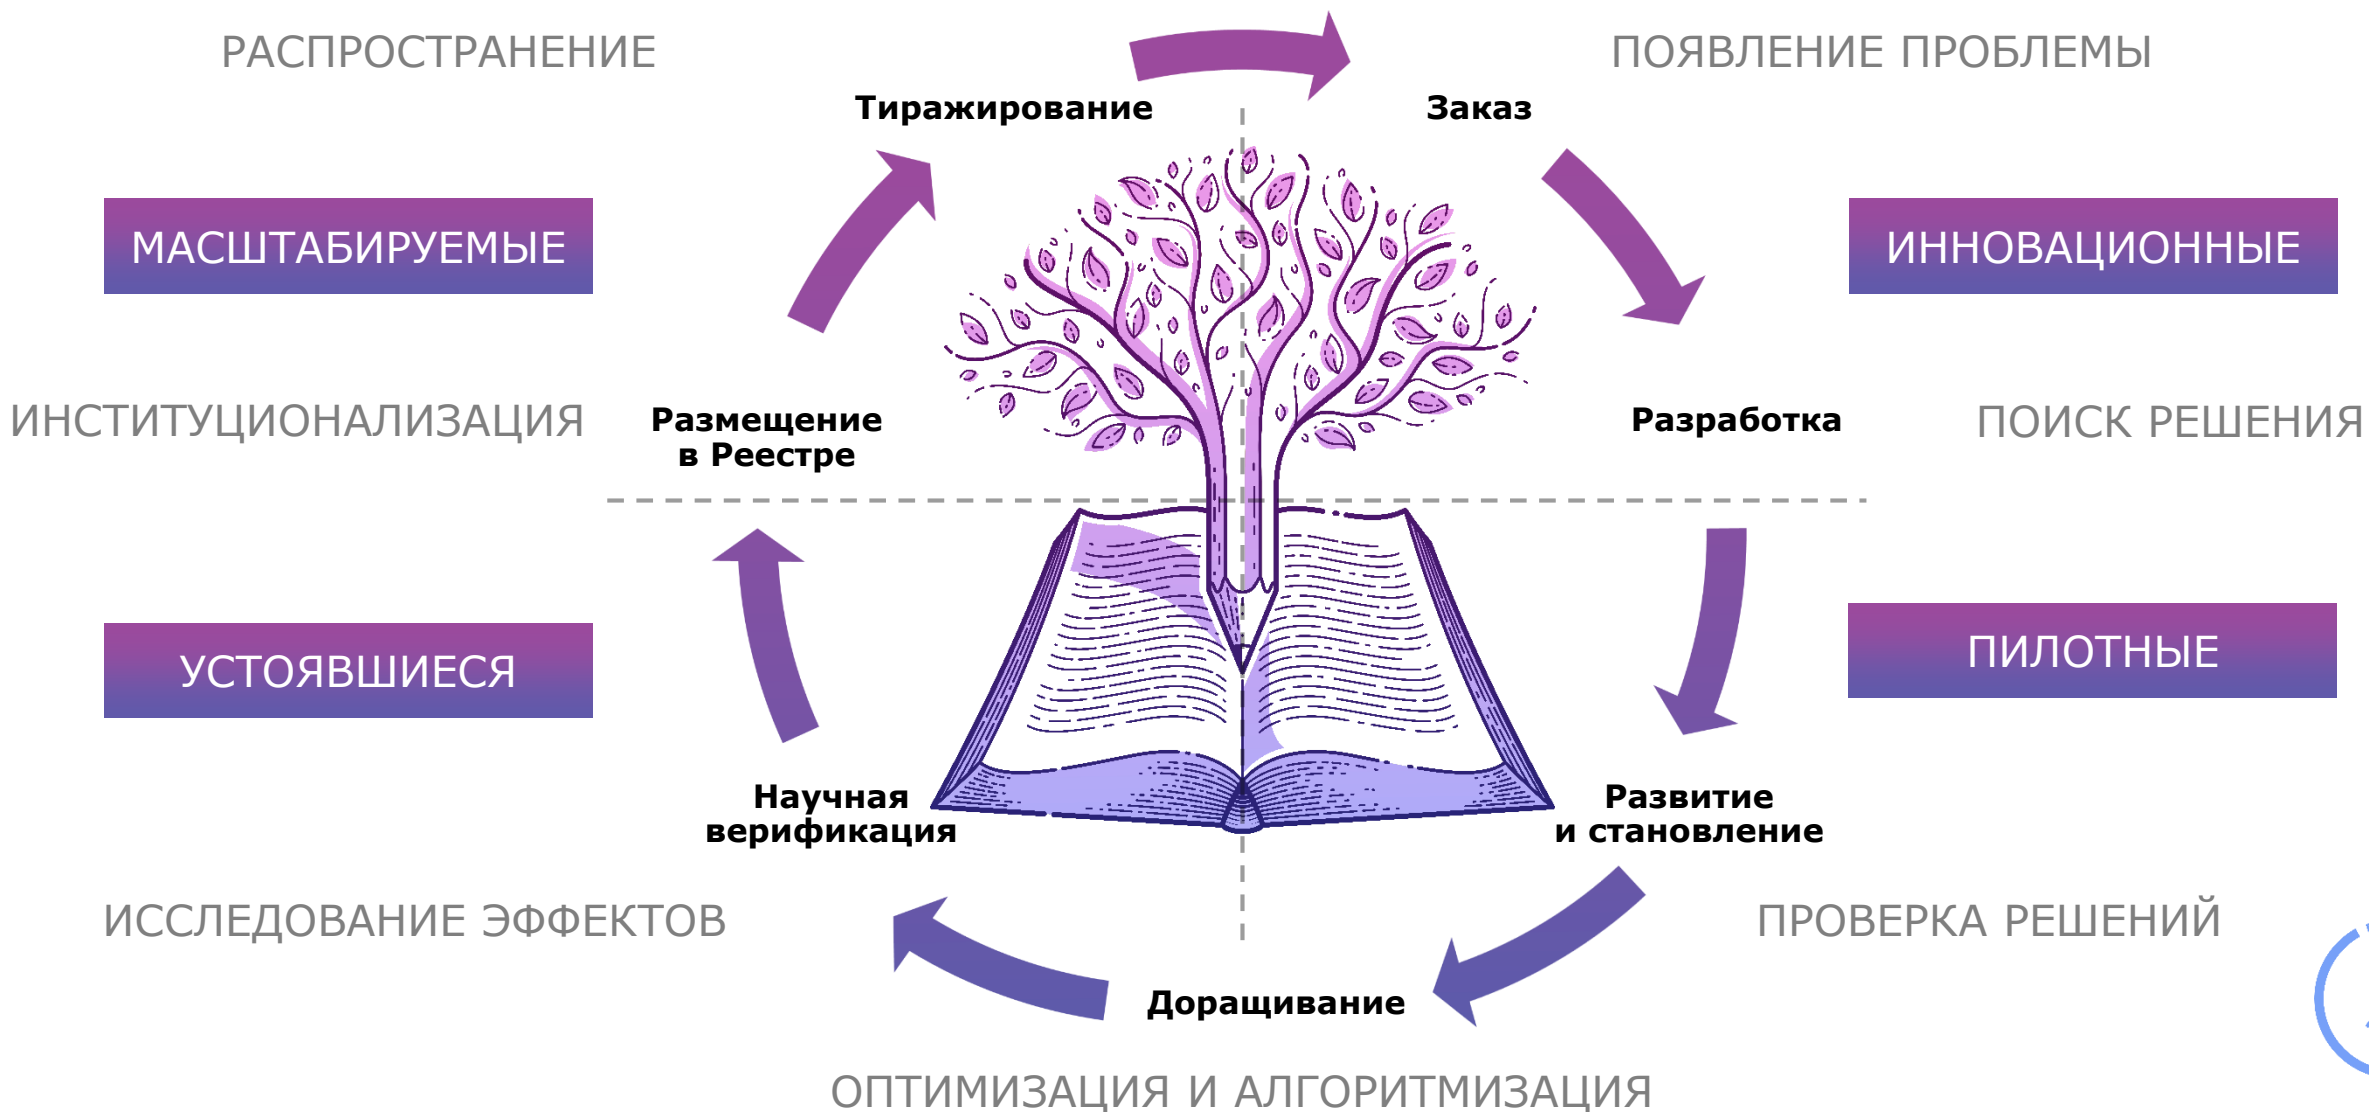 РАСПРОСТРАНЕНИЕ
ПОЯВЛЕНИЕ ПРОБЛЕМЫ
Тиражирование
Заказ
МАСШТАБИРУЕМЫЕ
ИННОВАЦИОННЫЕ
ИНСТИТУЦИОНАЛИЗАЦИЯ
Размещение
в Реестре
Разработка
ПОИСК РЕШЕНИЯ
УСТОЯВШИЕСЯ
ПИЛОТНЫЕ
Научная
верификация
Развитие
и становление
ИССЛЕДОВАНИЕ ЭФФЕКТОВ
ПРОВЕРКА РЕШЕНИЙ
Доращивание
ОПТИМИЗАЦИЯ И АЛГОРИТМИЗАЦИЯ